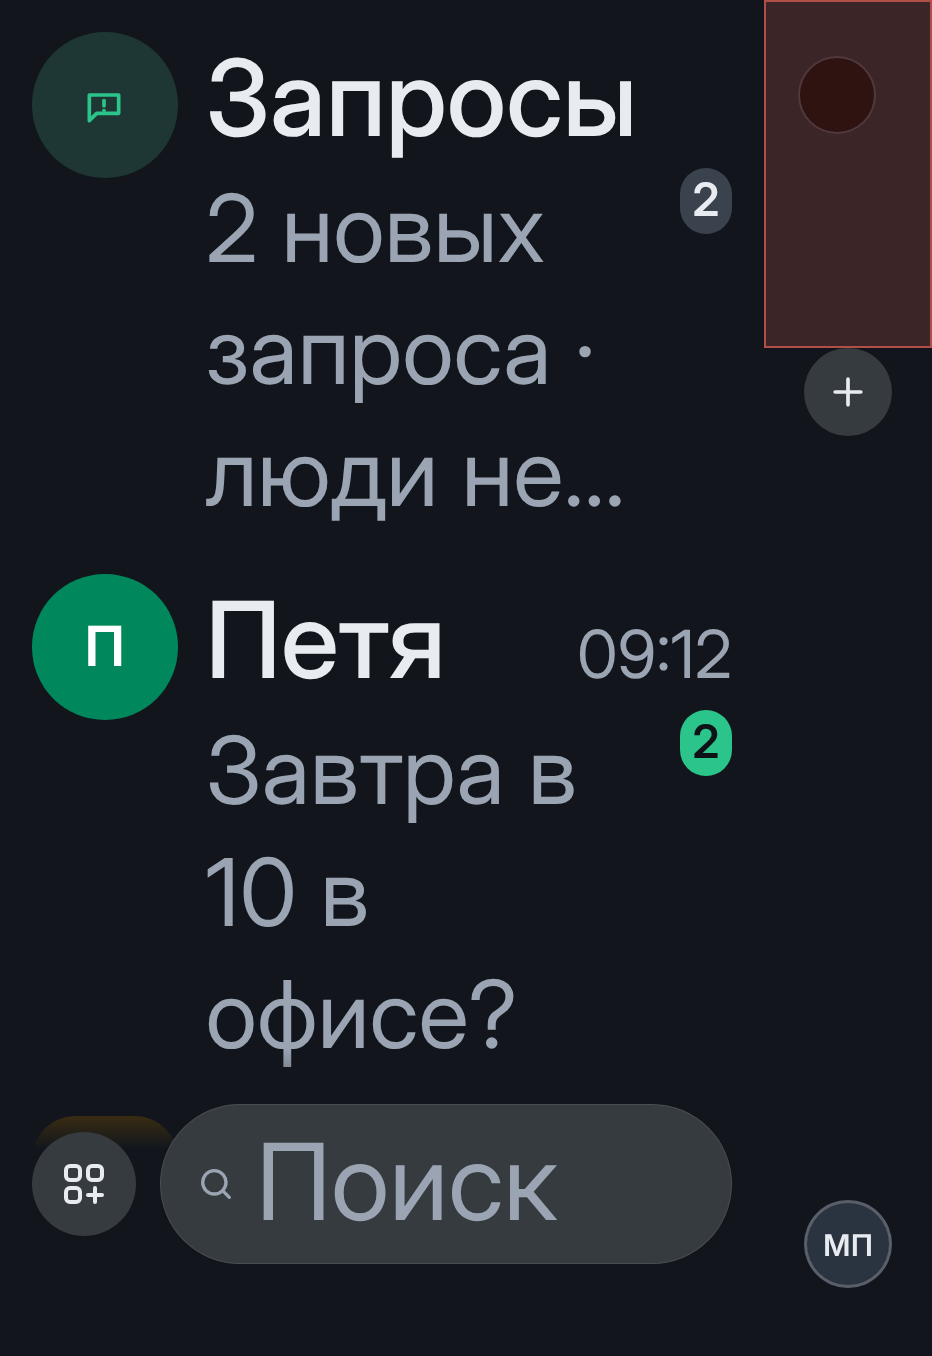 Запросы
2 новых
2
запроса ·
люди не...
П
Петя
09:12
Завтра в
2
10 в
офисе?
Поиск
МП